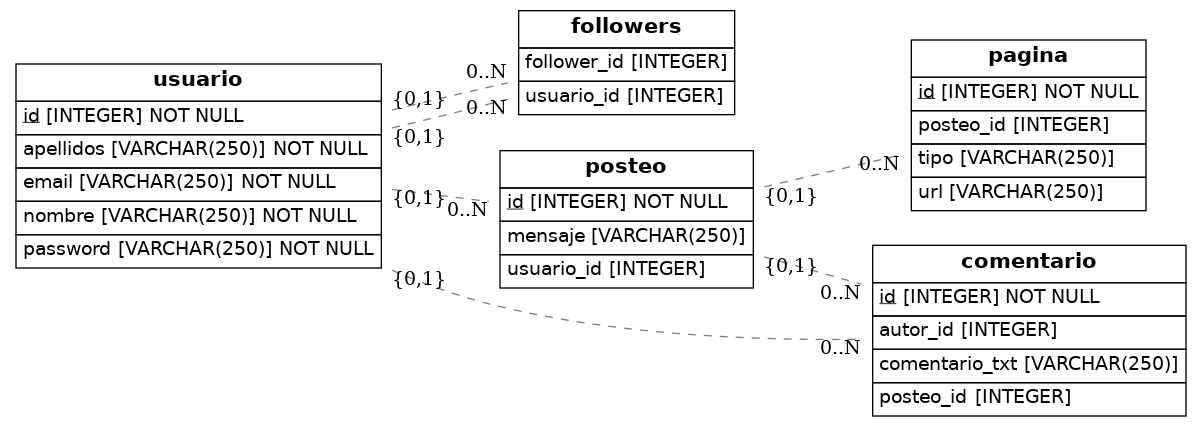 usuario
id [INTEGER] NOT NULL
apellidos [VARCHAR(250)] NOT NULL
email [VARCHAR(250)] NOT NULL
nombre [VARCHAR(250)] NOT NULL
password [VARCHAR(250)] NOT NULL
{0,1}
{0,1}
{0,1}
{0,1}
0..N
0..N
0..N
followers
follower_id [INTEGER]
usuario_id [INTEGER]
posteo
id [INTEGER] NOT NULL
mensaje [VARCHAR(250)]
usuario_id [INTEGER]
{0,1}
{0,1}
0..N
0..N
0..N
pagina
id [INTEGER] NOT NULL
posteo_id [INTEGER]
tipo [VARCHAR(250)]
url [VARCHAR(250)]
comentario
id [INTEGER] NOT NULL
autor_id [INTEGER]
comentario_txt [VARCHAR(250)]
posteo_id [INTEGER]